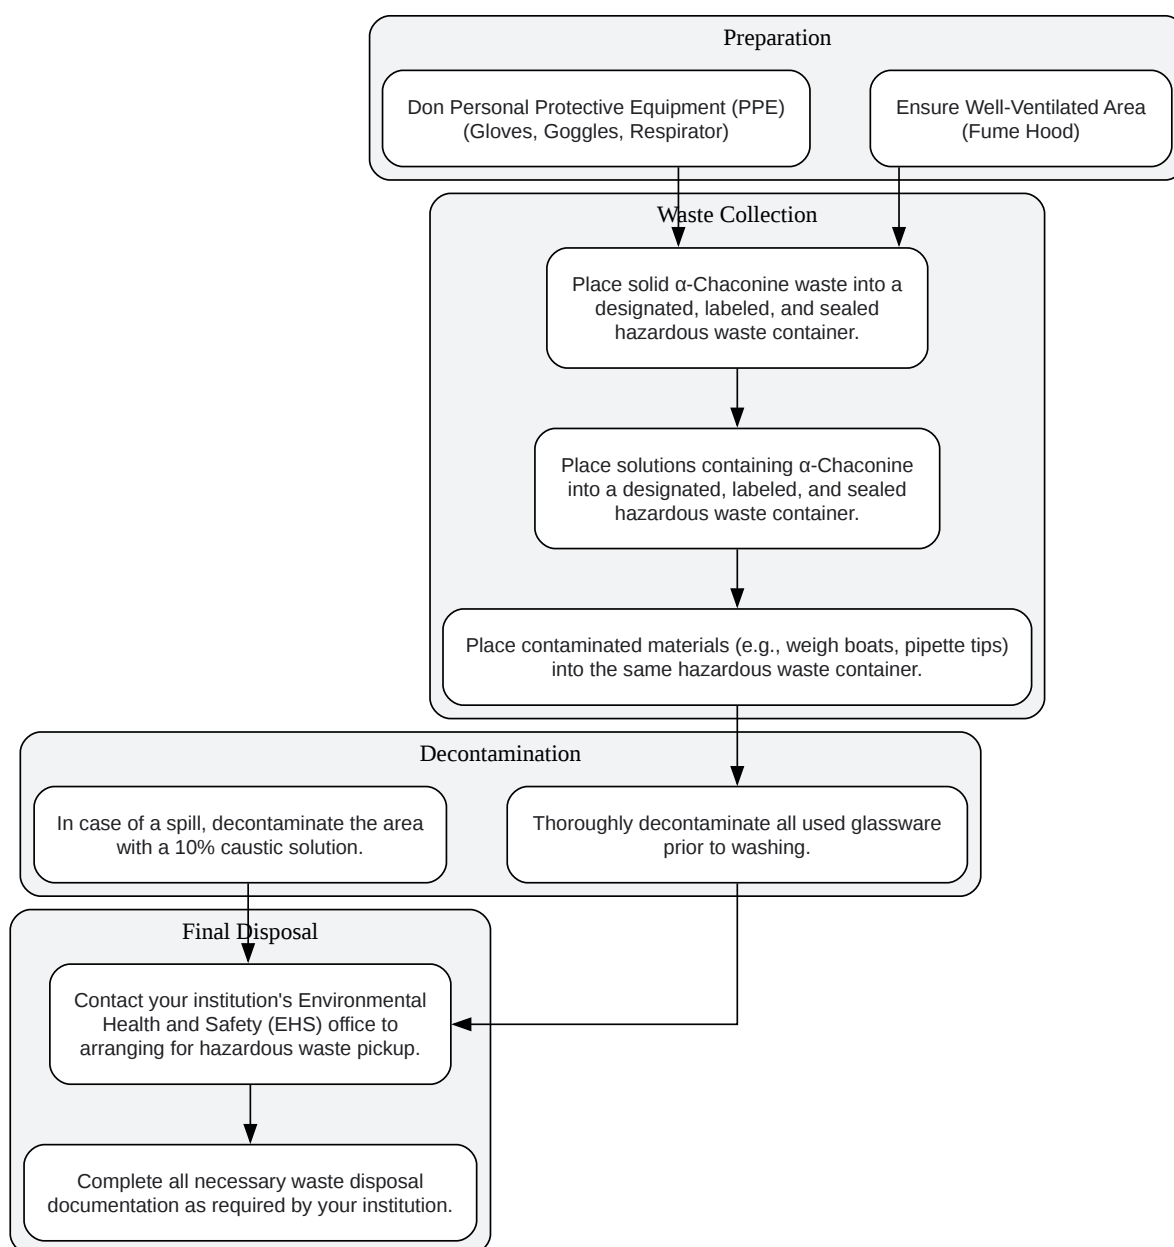 Preparation
Don Personal Protective Equipment (PPE)
(Gloves, Goggles, Respirator)
Ensure Well-Ventilated Area
(Fume Hood)
Waste Collection
Place solid α-Chaconine waste into a
designated, labeled, and sealed
hazardous waste container.
Place solutions containing α-Chaconine
into a designated, labeled, and sealed
hazardous waste container.
Place contaminated materials (e.g., weigh boats, pipette tips)
into the same hazardous waste container.
Decontamination
In case of a spill, decontaminate the area
with a 10% caustic solution.
Thoroughly decontaminate all used glassware
prior to washing.
Final Disposal
Contact your institution's Environmental
Health and Safety (EHS) office to
arranging for hazardous waste pickup.
Complete all necessary waste disposal
documentation as required by your institution.